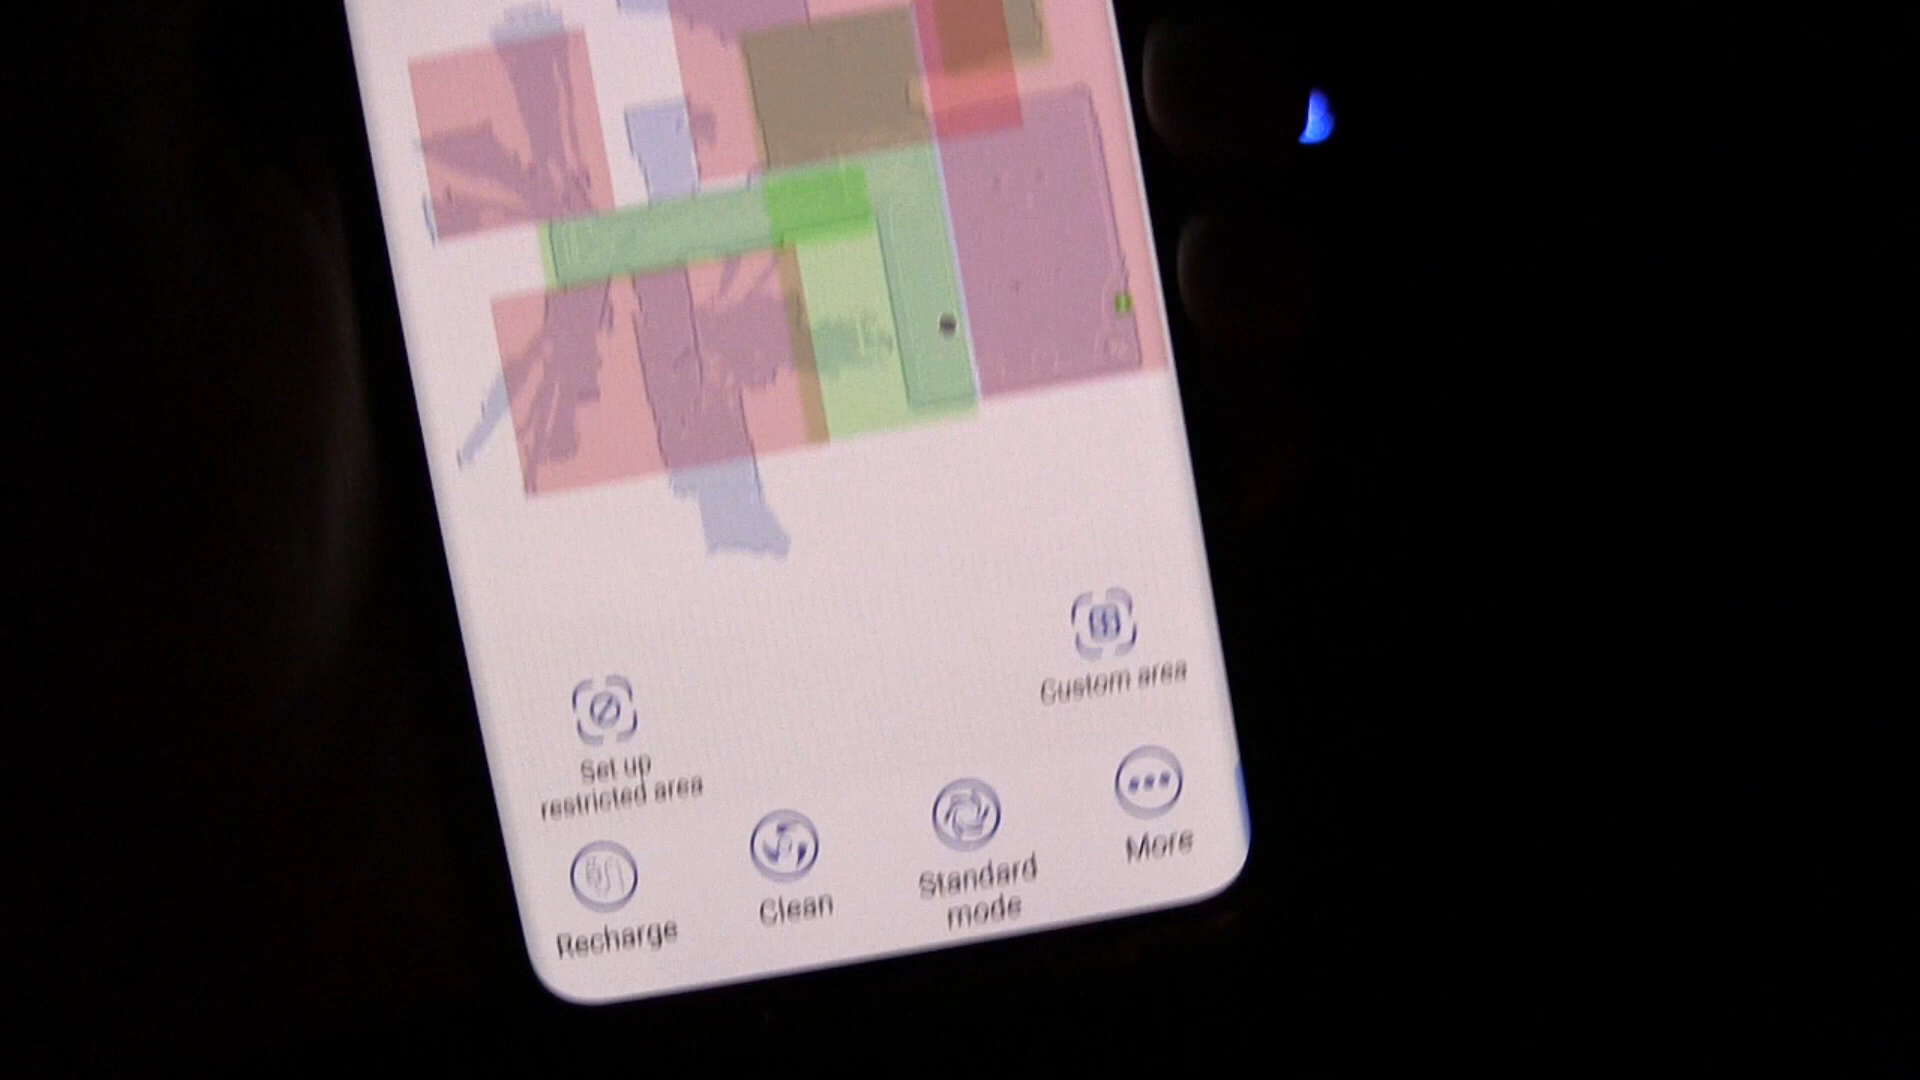 Custom area
Set up
restricted area
Recharge
Clean
Standard
mode
More